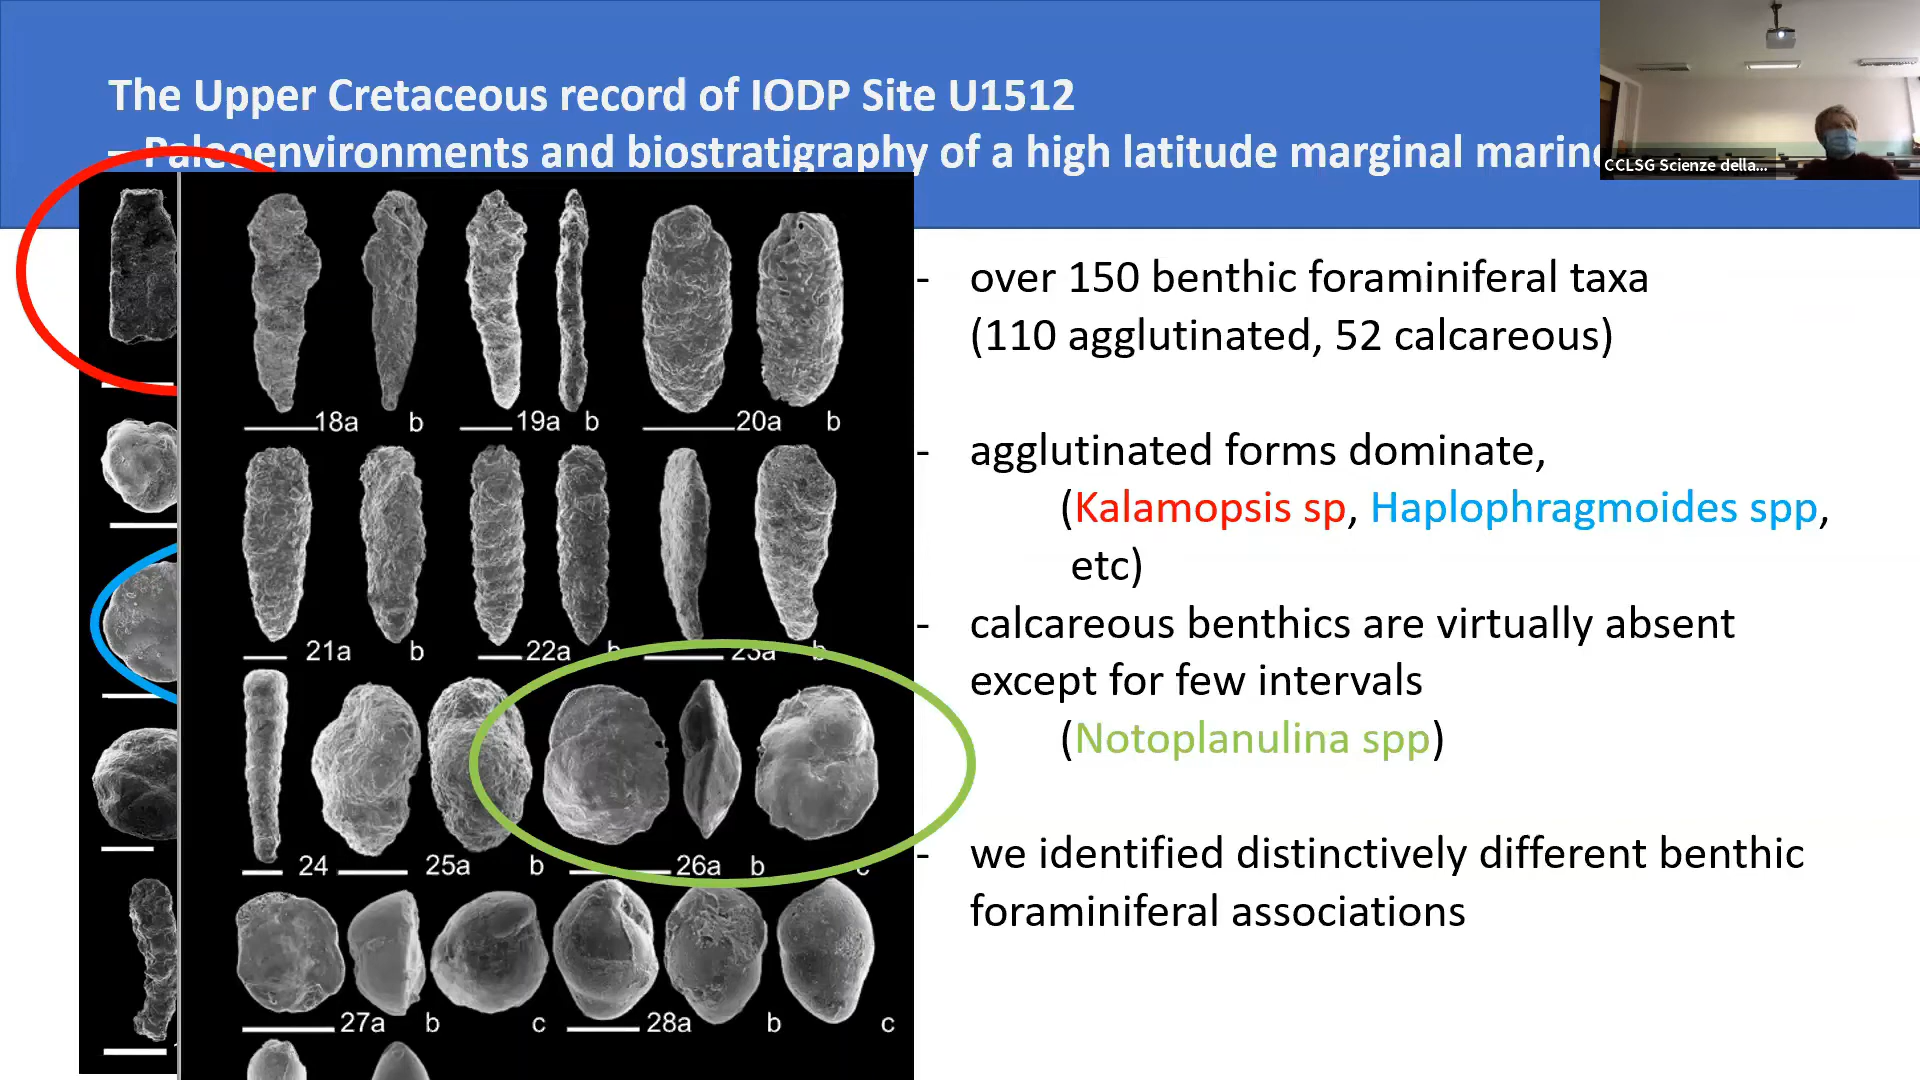 The Upper Cretaceous record of IODP Site U1512
– Paleoenvironments and biostratigraphy of a high latitude marginal marine
CCLSG Scienze della...
- over 150 benthic foraminiferal taxa
(110 agglutinated, 52 calcareous)
- agglutinated forms dominate,
(Kalamopsis sp, Haplophragmoides spp,
etc)
- calcareous benthics are virtually absent
except for few intervals
(Notoplanulina spp)
- we identified distinctively different benthic
foraminiferal associations
18a b 19a b 20a b
21a b 22a b 23a b
24 25a b 26a b c
27a b c 28a b c